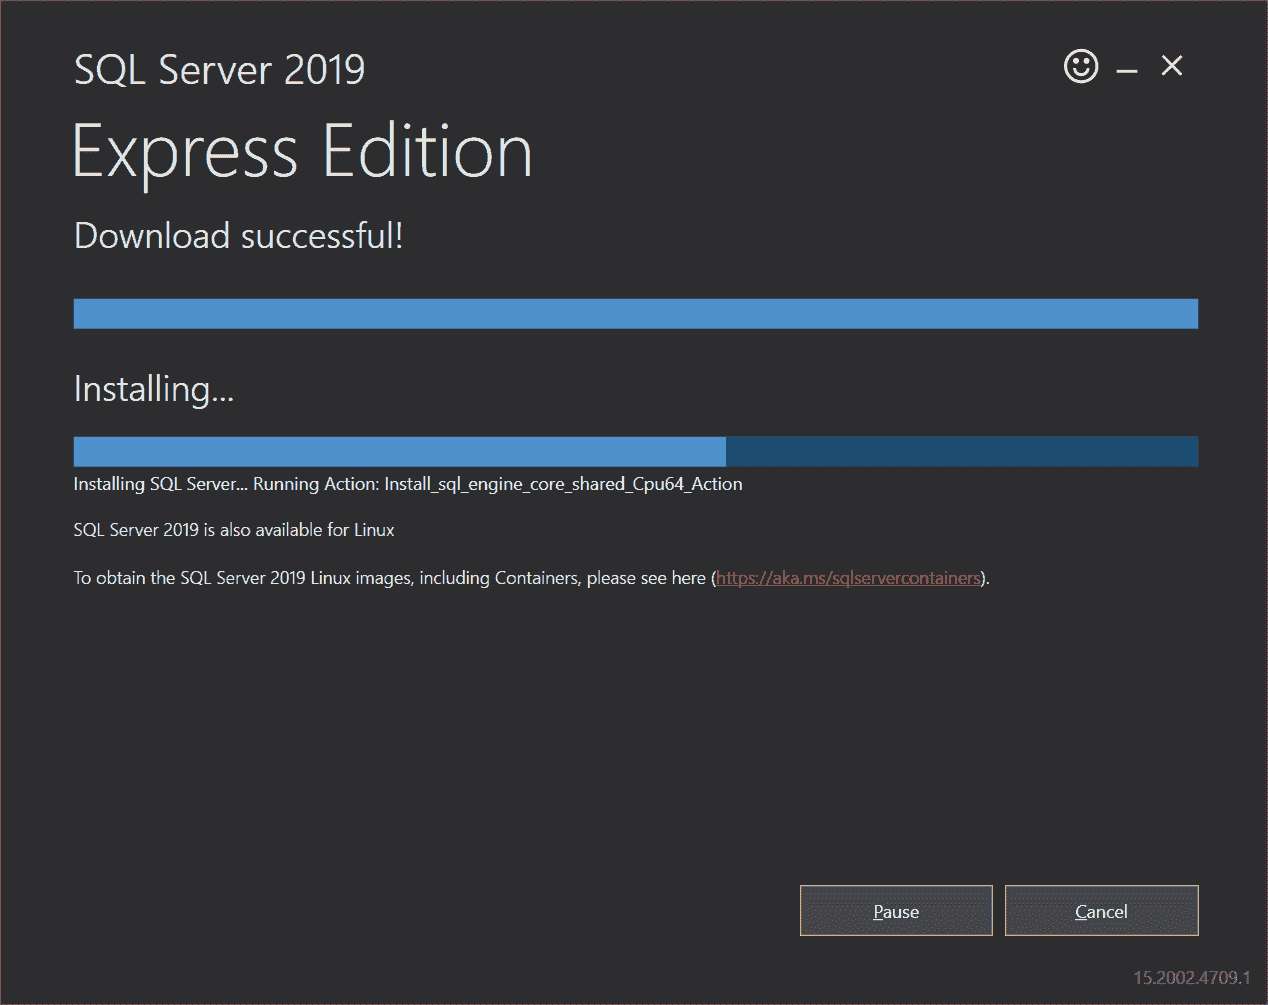 SQL Server 2019
Express Edition
Download successful!
Installing...
Installing SQL Server... Running Action: Install_sql_engine_core_shared_Cpu64_Action
SQL Server 2019 is also available for Linux
To obtain the SQL Server 2019 Linux images, including Containers, please see here (https://aka.ms/sqlservercontainers).
Pause
Cancel
15.2002.4709.1